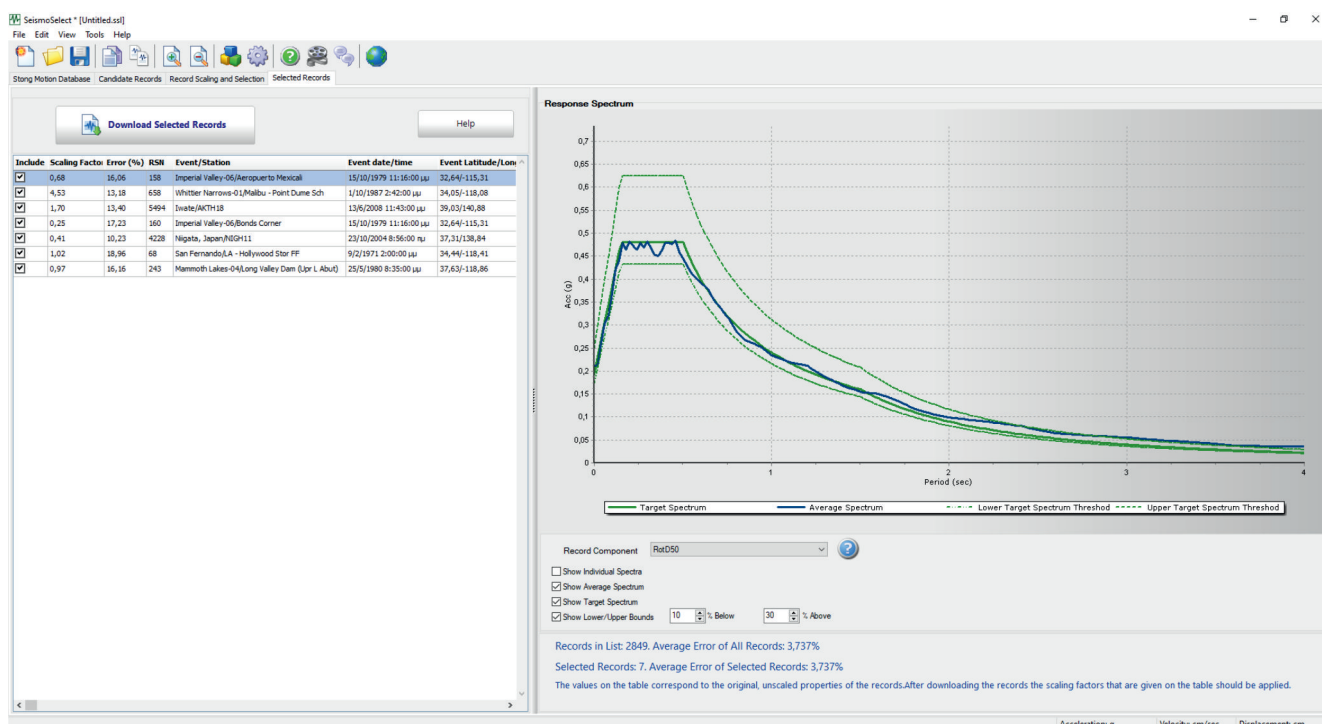 SeismoSelect * [Untitled.ssl]
File Edit View Tools Help
Stong Motion Database Candidate Records Record Scaling and Selection Selected Records
Download Selected Records
Help
Include Scaling Facto Error (%) RSN Event/Station Event date/time Event Latitude/Lon
0,68 16,06 158 Imperial Valley-06/Aeropuerto Mexicali 15/10/1979 11:16:00 μμ 32,64/-115,31
4,53 13,18 658 Whittier Narrows-01/Malibu - Point Dume Sch 1/10/1987 2:42:00 μμ 34,05/-118,08
1,70 13,40 5494 Iwate/AKTH18 13/6/2008 11:43:00 μμ 39,03/140,88
0,25 17,23 160 Imperial Valley-06/Bonds Corner 15/10/1979 11:16:00 μμ 32,64/-115,31
0,41 10,23 4228 Niigata, Japan/NIGH11 23/10/2004 8:56:00 πμ 37,31/138,84
1,02 18,96 68 San Fernando/LA - Hollywood Stor FF 9/2/1971 2:00:00 μμ 34,44/-118,41
0,97 16,16 243 Mammoth Lakes-04/Long Valley Dam (Upr L Abut) 25/5/1980 8:35:00 μμ 37,63/-118,86
Response Spectrum
0,7
0,65
0,6
0,55
0,5
0,45
0,4
0,35
0,3
0,25
0,2
0,15
0,1
0,05
0
Acc (g)
0 1 2 3 4
Period (sec)
Target Spectrum Average Spectrum Lower Target Spectrum Threshod Upper Target Spectrum Threshod
Record Component RotD50
Show Individual Spectra
Show Average Spectrum
Show Target Spectrum
Show Lower/Upper Bounds 10 % Below 30 % Above
Records in List: 2849. Average Error of All Records: 3,737%
Selected Records: 7. Average Error of Selected Records: 3,737%
The values on the table correspond to the original, unscaled properties of the records.After downloading the records the scaling factors that are given on the table should be applied.